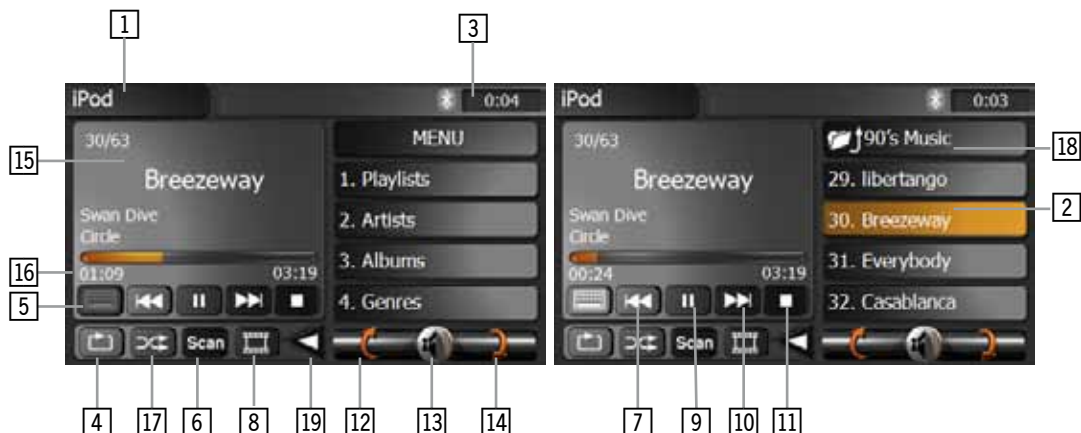 1
3
iPod
0:04
30/63
MENU
15
Breezeway
1. Playlists
Swan Dive
2. Artists
Circle
3. Albums
16
01:09
03:19
5
4. Genres
Scan
4
17
6
8
19
12
13
14
iPod
0:03
30/63
90's Music
18
Breezeway
29. libertango
2
Swan Dive
30. Breezeway
Circle
31. Everybody
00:24
03:19
32. Casablanca
Scan
7
9
10
11